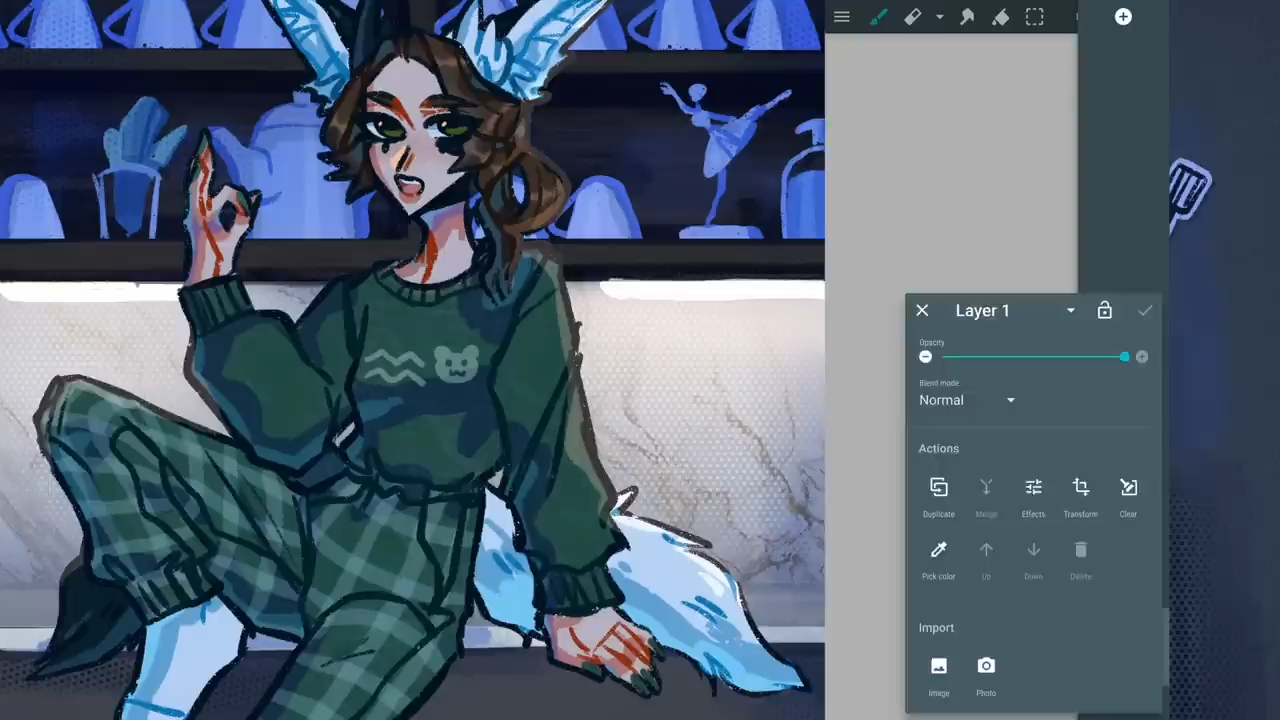 Layer 1
Opacity
Blend mode
Normal
Actions
Duplicate
Merge
Effects
Transform
Clear
Pick color
Up
Down
Delete
Import
Image
Photo